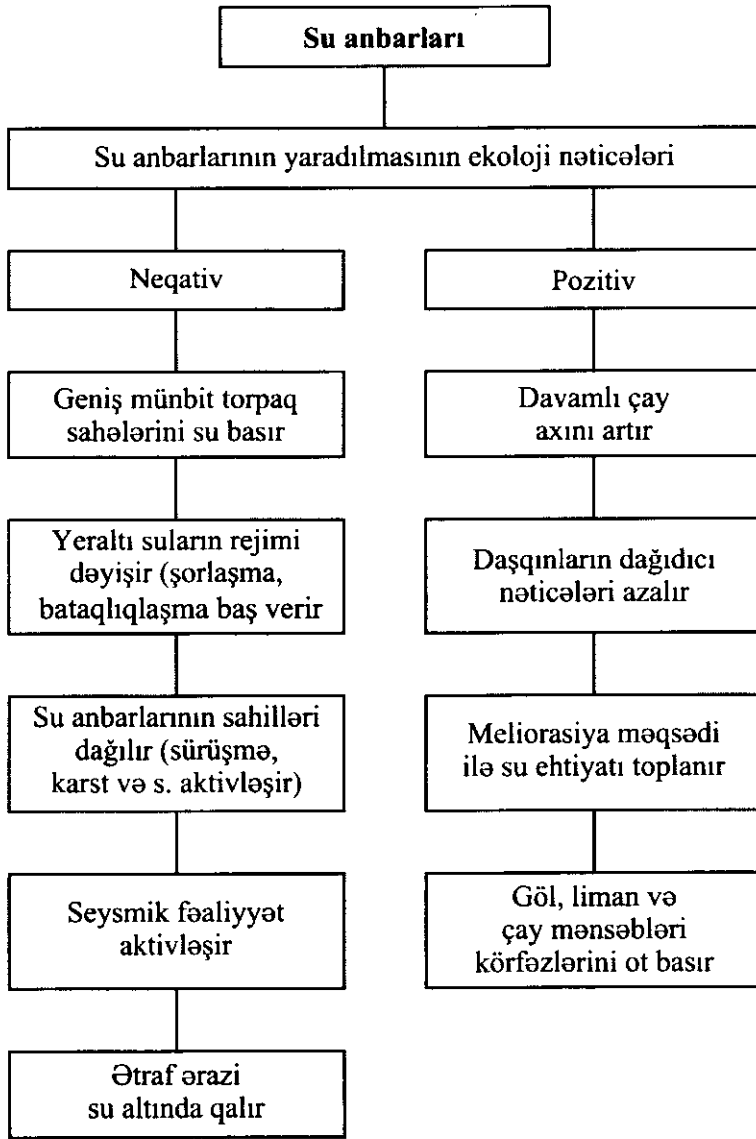 Su anbarları
Su anbarlarının yaradılmasının ekoloji nəticələri
Neqativ
Geniş münbit torpaq
sahələrini su basır
Yeraltı suların rejimi
dəyişir (şorlaşma,
bataqlıqlaşma baş verir
Su anbarlarının sahilləri
dağılır (sürüşmə,
karst və s. aktivləşir)
Seysmik fəaliyyət
aktivləşir
Ətraf ərazi
su altında qalır
Pozitiv
Davamlı çay
axını artır
Daşqınların dağıdıcı
nəticələri azalır
Meliorasiya məqsədi
ilə su ehtiyatı toplanır
Göl, liman və
çay mənsəbləri
körfəzlərini ot basır